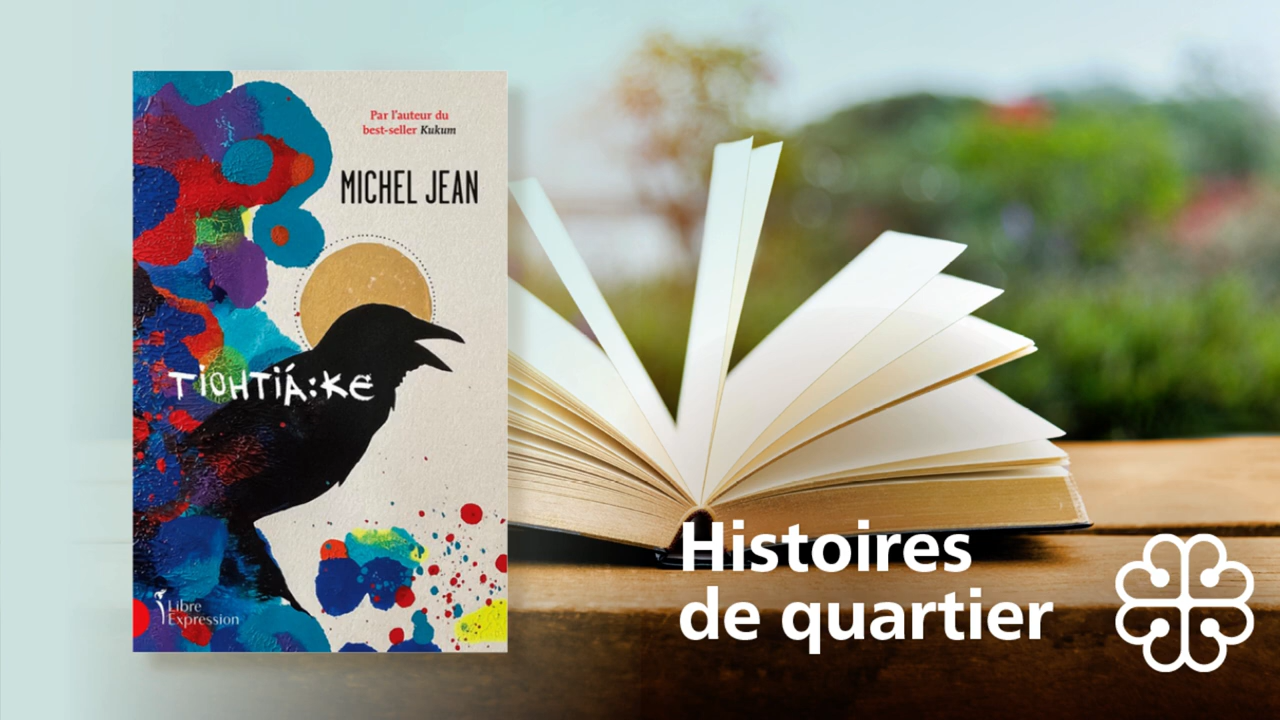 Par l'auteur du
best-seller Kukum
MICHEL JEAN
TIOHTIÁ:KE
Libre
Expression
Histoires
de quartier